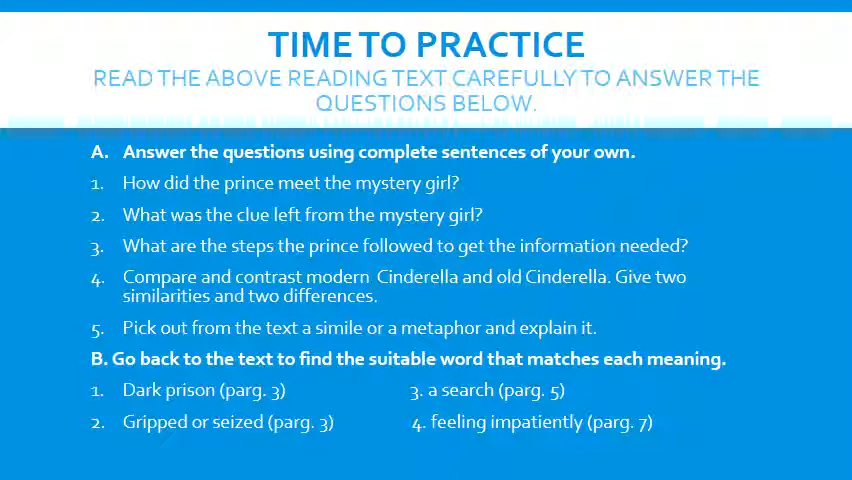 TIME TO PRACTICE
READ THE ABOVE READING TEXT CAREFULLY TO ANSWER THE
QUESTIONS BELOW.
A. Answer the questions using complete sentences of your own.
1. How did the prince meet the mystery girl?
2. What was the clue left from the mystery girl?
3. What are the steps the prince followed to get the information needed?
4. Compare and contrast modern Cinderella and old Cinderella. Give two
similarities and two differences.
5. Pick out from the text a simile or a metaphor and explain it.
B. Go back to the text to find the suitable word that matches each meaning.
1. Dark prison (parg. 3) 3. a search (parg. 5)
2. Gripped or seized (parg. 3) 4. feeling impatiently (parg. 7)